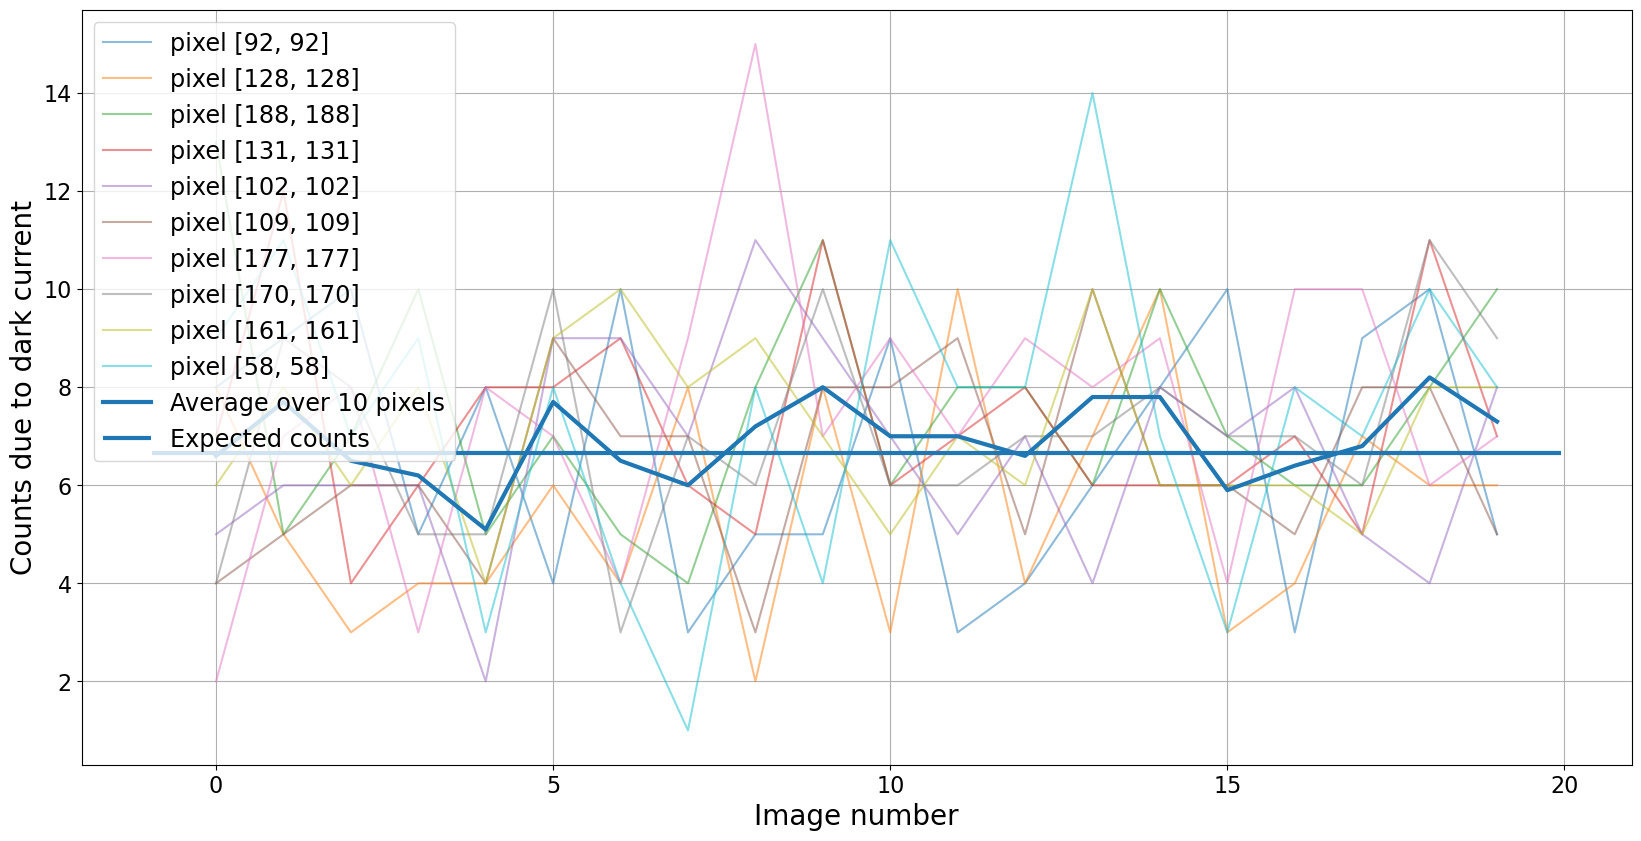 pixel [92, 92]
pixel [128, 128]
pixel [188, 188]
pixel [131, 131]
pixel [102, 102]
pixel [109, 109]
pixel [177, 177]
pixel [170, 170]
pixel [161, 161]
pixel [58, 58]
Average over 10 pixels
Expected counts
Counts due to dark current
14
12
10
8
6
4
2
0 5 10 15 20
Image number